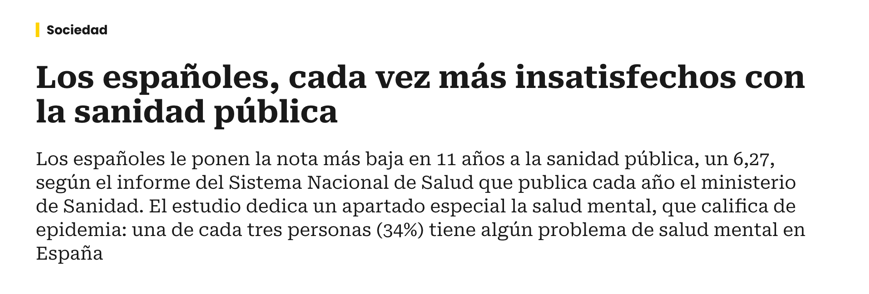 Sociedad
Los españoles, cada vez más insatisfechos con
la sanidad pública
Los españoles le ponen la nota más baja en 11 años a la sanidad pública, un 6,27,
según el informe del Sistema Nacional de Salud que publica cada año el ministerio
de Sanidad. El estudio dedica un apartado especial la salud mental, que califica de
epidemia: una de cada tres personas (34%) tiene algún problema de salud mental en
España